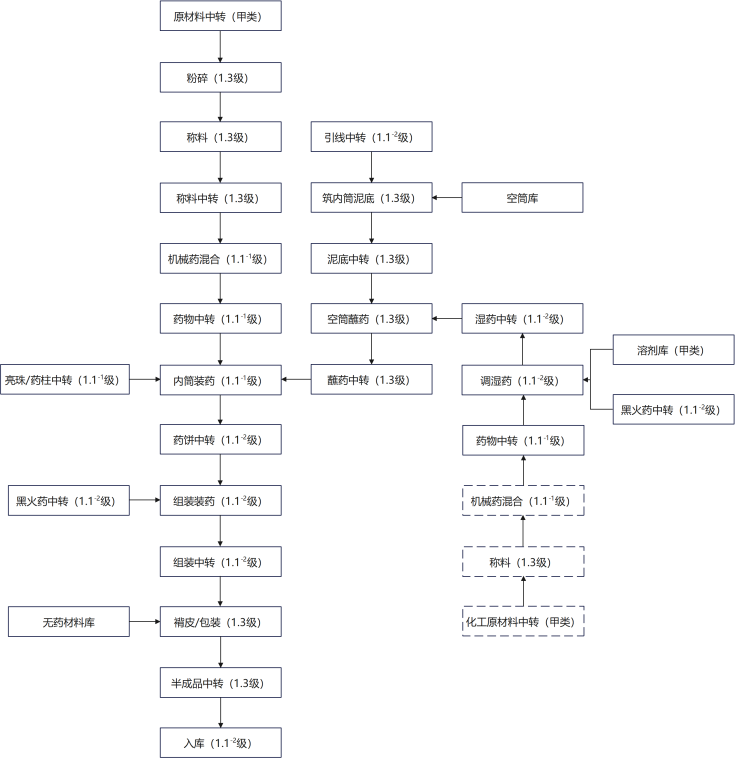 原材料中转（甲类）
粉碎（1.3级）
称料（1.3级）
引线中转（1.1⁻²级）
称料中转（1.3级）
筑内筒泥底（1.3级）
空筒库
机械药混合（1.1⁻¹级）
泥底中转（1.3级）
药物中转（1.1⁻¹级）
空筒蘸药（1.3级）
湿药中转（1.1⁻²级）
溶剂库（甲类）
亮珠/药柱中转（1.1⁻¹级）
内筒装药（1.1⁻¹级）
蘸药中转（1.3级）
调湿药（1.1⁻²级）
黑火药中转（1.1⁻²级）
药饼中转（1.1⁻²级）
药物中转（1.1⁻¹级）
黑火药中转（1.1⁻²级）
组装装药（1.1⁻²级）
机械药混合（1.1⁻¹级）
组装中转（1.1⁻²级）
称料（1.3级）
无药材料库
褙皮/包装（1.3级）
化工原材料中转（甲类）
半成品中转（1.3级）
入库（1.1⁻²级）